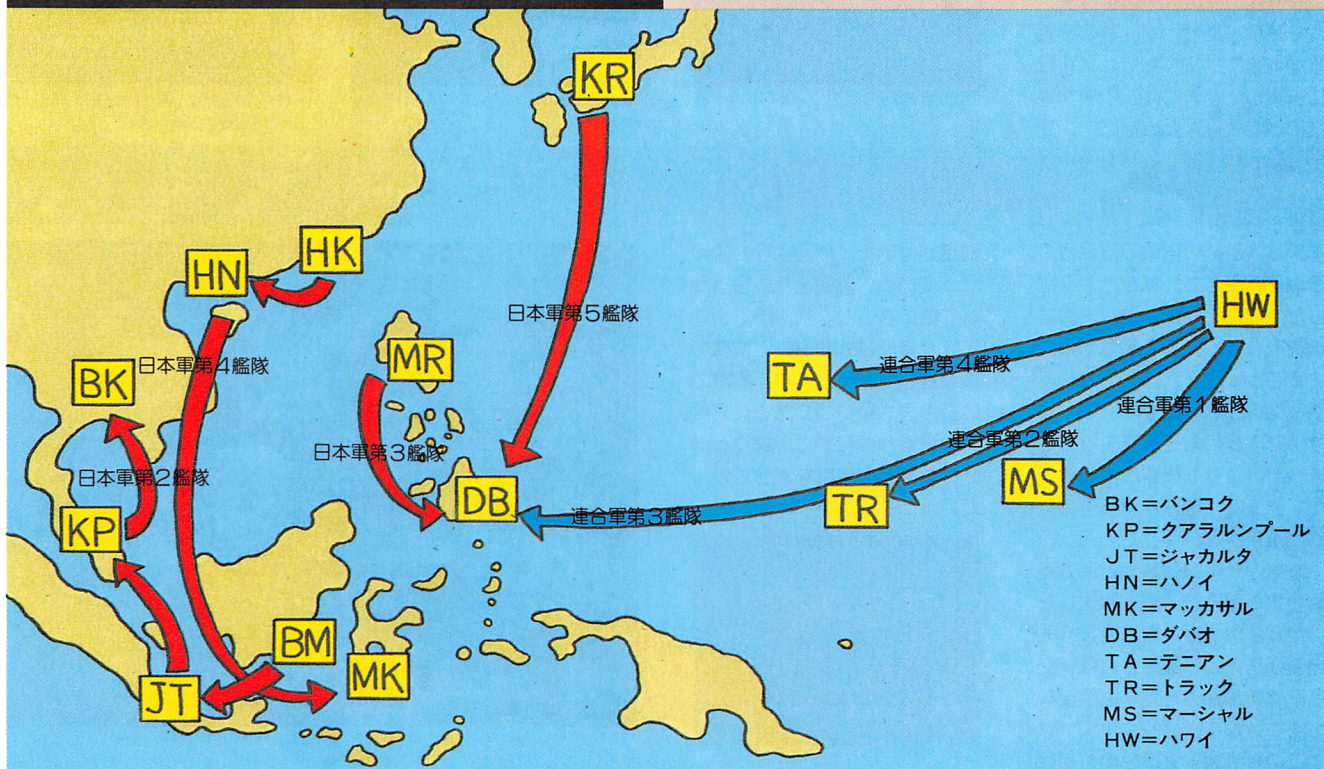 KR
HK
HN
HW
日本軍第5艦隊
MR
日本軍第4艦隊
BK
TA
連合軍第4艦隊
連合軍第1艦隊
連合軍第2艦隊
日本軍第3艦隊
日本軍第2艦隊
MS
DB
TR
連合軍第3艦隊
KP
BM
MK
JT
BK=バンコク
KP=クアラルンプール
JT=ジャカルタ
HN=ハノイ
MK=マッカサル
DB=ダバオ
TA=テニアン
TR=トラック
MS=マーシャル
HW=ハワイ